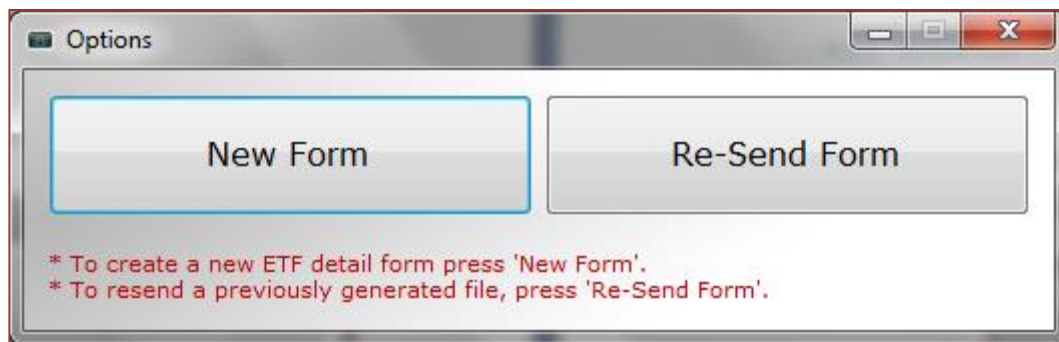 Options
New Form
Re-Send Form
* To create a new ETF detail form press 'New Form'.
* To resend a previously generated file, press 'Re-Send Form'.